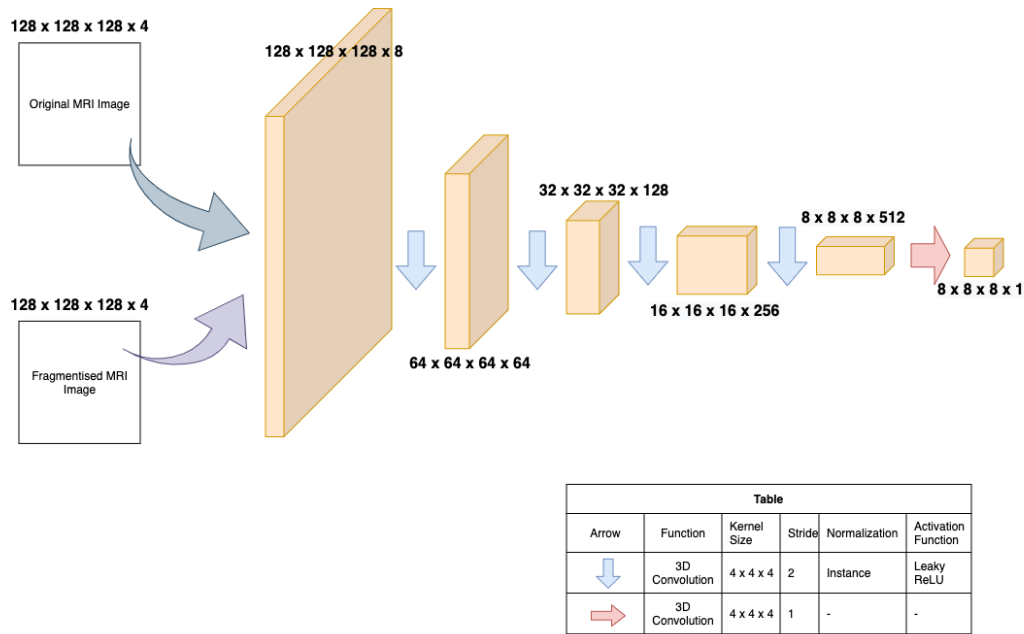 128 x 128 x 128 x 4
Original MRI Image
128 x 128 x 128 x 8
128 x 128 x 128 x 4
Fragmentised MRI
Image
64 x 64 x 64 x 64
32 x 32 x 32 x 128
16 x 16 x 16 x 256
8 x 8 x 8 x 512
8 x 8 x 8 x 1
Table
Arrow Function Kernel Size Stride Normalization Activation Function
3D Convolution 4 x 4 x 4 2 Instance Leaky ReLU
3D Convolution 4 x 4 x 4 1 - -